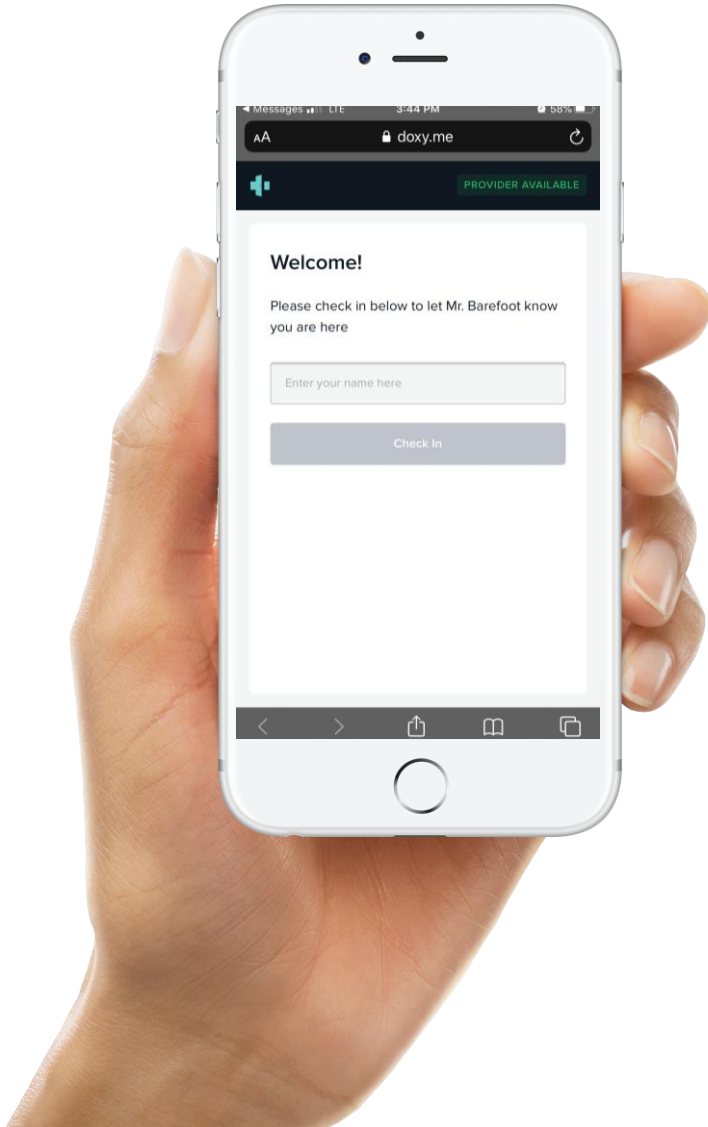 Messages LTE 3:44 PM 58%
AA doxy.me
PROVIDER AVAILABLE
Welcome!
Please check in below to let Mr. Barefoot know
you are here
Enter your name here
Check In